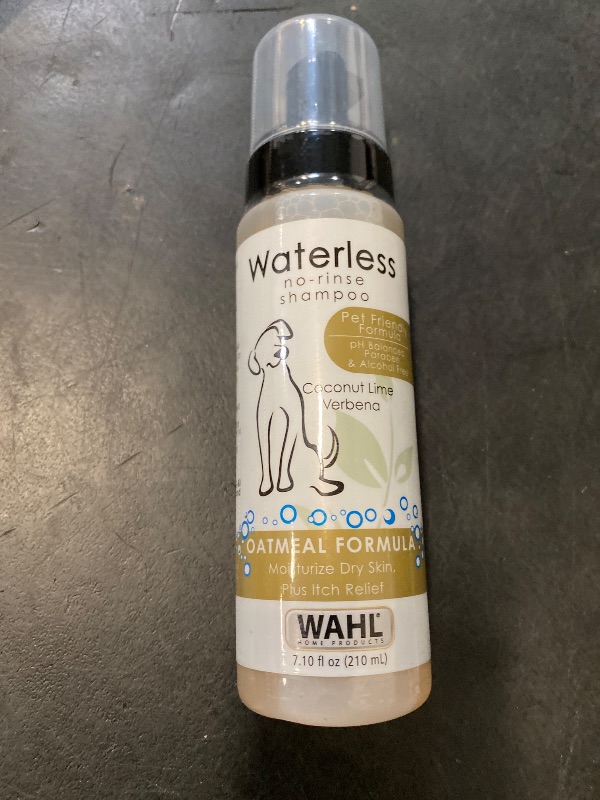 Waterless
no-rinse
shampoo
Pet Friendly
Formula
pH Balanced
Paraben
& Alcohol Free
Coconut Lime
Verbena
OATMEAL FORMULA
Moisturize Dry Skin,
Plus Itch Relief
WAHL®
HOME PRODUCTS
7.10 fl oz (210 mL)